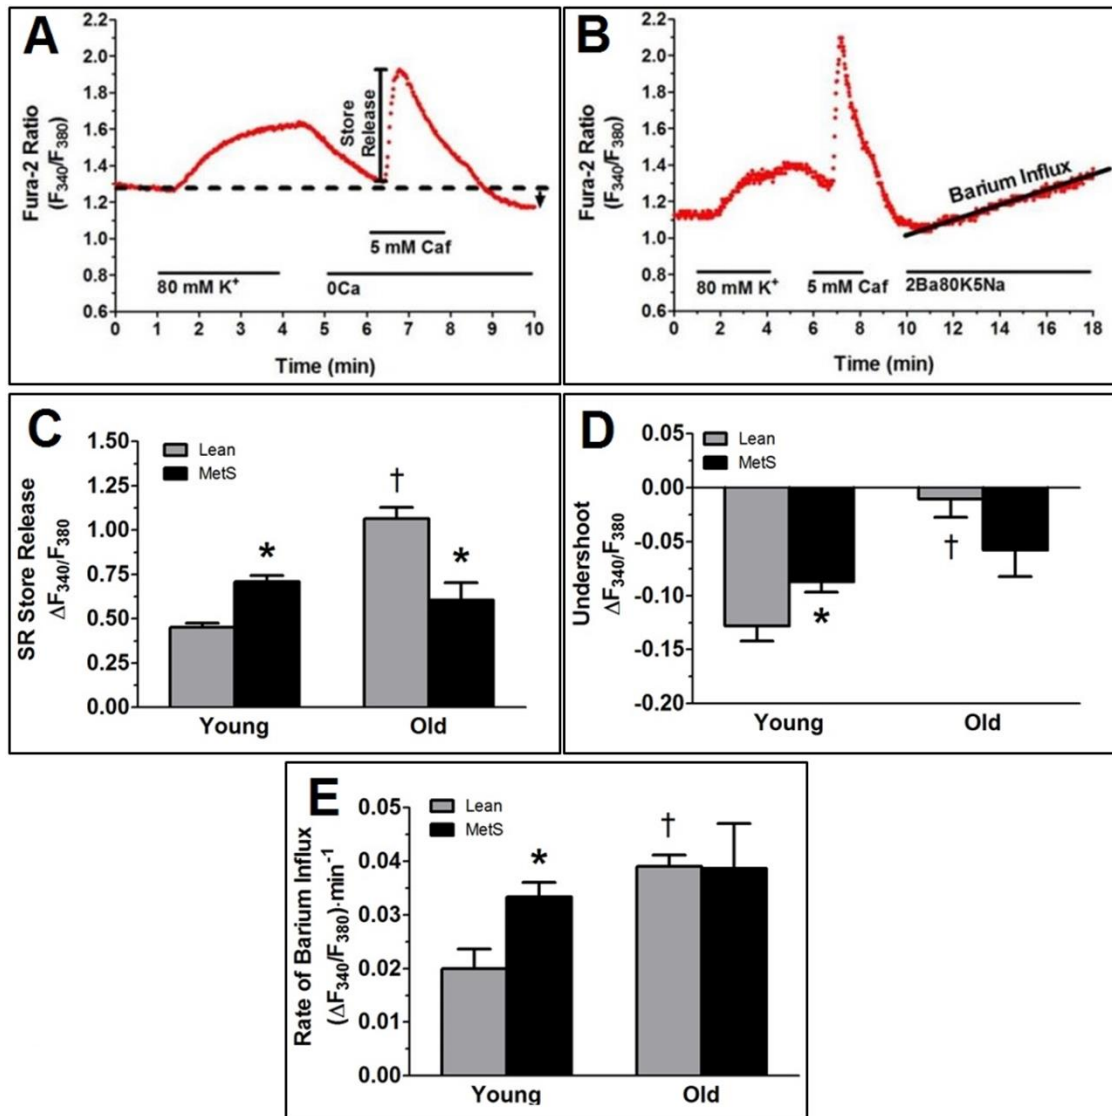 A
Fura-2 Ratio
(F340/F380)
2.2
2.0
1.8
1.6
1.4
1.2
1.0
0.8
0.6
Store
Release
5 mM Caf
80 mM K+
0Ca
0 1 2 3 4 5 6 7 8 9 10
Time (min)
B
Fura-2 Ratio
(F340/F380)
2.2
2.0
1.8
1.6
1.4
1.2
1.0
0.8
0.6
Barium Influx
80 mM K+
5 mM Caf
2Ba80K5Na
0 2 4 6 8 10 12 14 16 18
Time (min)
C
SR Store Release
ΔF340/F380
1.50
1.25
1.00
0.75
0.50
0.25
0.00
Lean
MetS
*
†
*
Young Old
D
Undershoot
ΔF340/F380
0.05
0.00
-0.05
-0.10
-0.15
-0.20
Lean
MetS
*
†
Young Old
E
Rate of Barium Influx
(ΔF340/F380)·min-1
0.05
0.04
0.03
0.02
0.01
0.00
Lean
MetS
*
†
Young Old